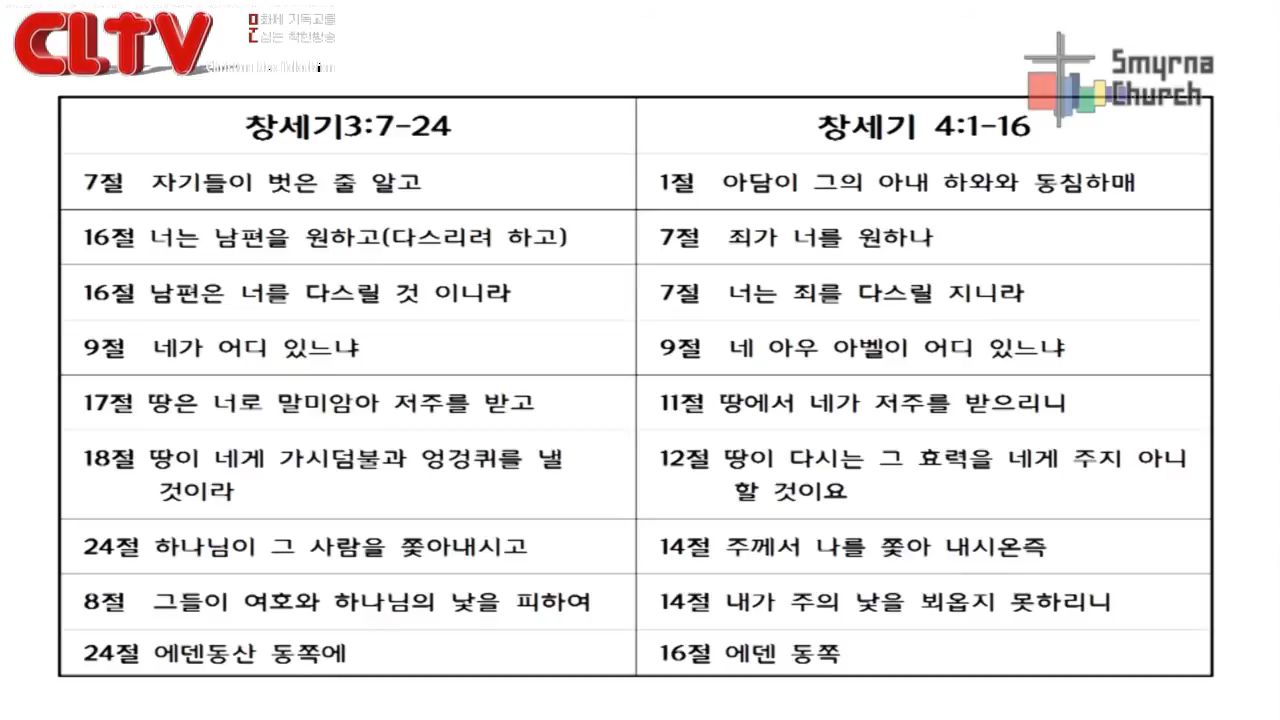 CLTV
화체 기독교를
심는 학원방송
Smyrna
Church
창세기3:7-24 창세기 4:1-16
7절 자기들이 벗은 줄 알고 1절 아담이 그의 아내 하와와 동침하매
16절 너는 남편을 원하고(다스리려 하고) 7절 죄가 너를 원하나
16절 남편은 너를 다스릴 것 이니라 7절 너는 죄를 다스릴 지니라
9절 네가 어디 있느냐 9절 네 아우 아벨이 어디 있느냐
17절 땅은 너로 말미암아 저주를 받고 11절 땅에서 네가 저주를 받으리니
18절 땅이 네게 가시덤불과 엉겅퀴를 낼 12절 땅이 다시는 그 효력을 네게 주지 아니
것이라 할 것이요
24절 하나님이 그 사람을 쫓아내시고 14절 주께서 나를 쫓아 내시온즉
8절 그들이 여호와 하나님의 낯을 피하여 14절 내가 주의 낯을 뵈옵지 못하리니
24절 에덴동산 동쪽에 16절 에덴 동쪽